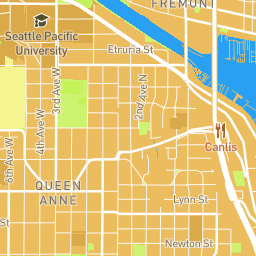 FREMONT
Seattle Pacific
University
Etruria St
3rd Ave W
2nd Ave N
4th Ave W
6th Ave W
Canlis
QUEEN
ANNE
Lynn St
Newton St